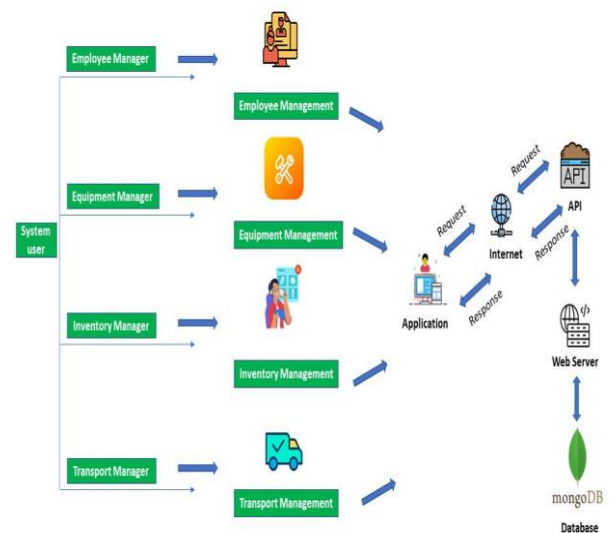 Employee Manager
Employee Management
Equipment Manager
Equipment Management
System
user
Inventory Manager
Inventory Management
Transport Manager
Transport Management
Application
Request
Response
Internet
Request
Response
API
API
</>
Web Server
mongoDB
Database